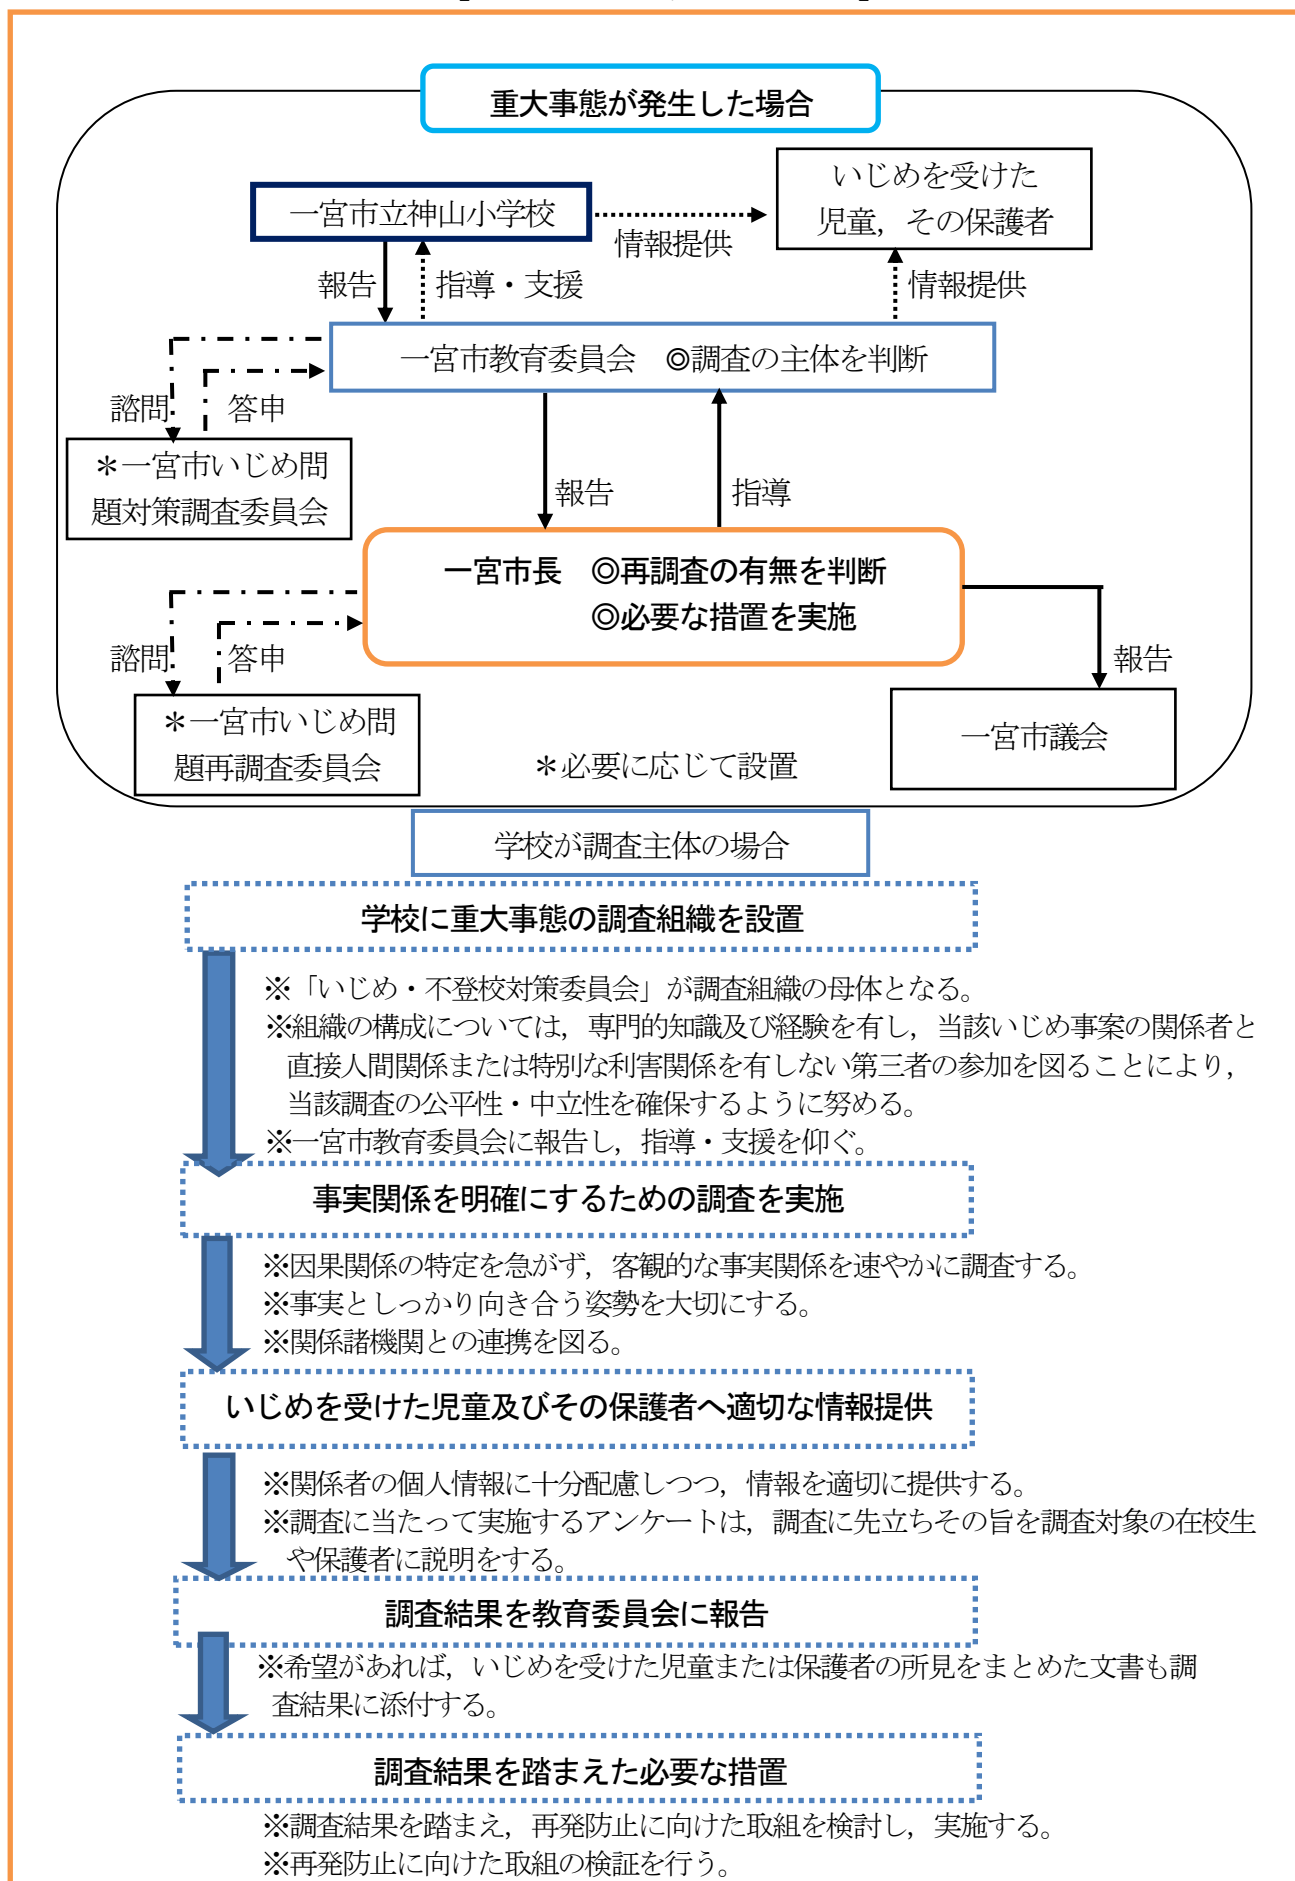 重大事態が発生した場合
いじめを受けた
児童，その保護者
一宮市立神山小学校
情報提供
報告
指導・支援
情報提供
一宮市教育委員会　◎調査の主体を判断
諮問
答申
＊一宮市いじめ問
題対策調査委員会
報告
指導
一宮市長　◎再調査の有無を判断
◎必要な措置を実施
諮問
答申
報告
＊一宮市いじめ問
題再調査委員会
＊必要に応じて設置
一宮市議会
学校が調査主体の場合
学校に重大事態の調査組織を設置
※「いじめ・不登校対策委員会」が調査組織の母体となる。
※組織の構成については，専門的知識及び経験を有し，当該いじめ事案の関係者と
直接人間関係または特別な利害関係を有しない第三者の参加を図ることにより，
当該調査の公平性・中立性を確保するように努める。
※一宮市教育委員会に報告し，指導・支援を仰ぐ。
事実関係を明確にするための調査を実施
※因果関係の特定を急がず，客観的な事実関係を速やかに調査する。
※事実としっかり向き合う姿勢を大切にする。
※関係諸機関との連携を図る。
いじめを受けた児童及びその保護者へ適切な情報提供
※関係者の個人情報に十分配慮しつつ，情報を適切に提供する。
※調査に当たって実施するアンケートは，調査に先立ちその旨を調査対象の在校生
や保護者に説明をする。
調査結果を教育委員会に報告
※希望があれば，いじめを受けた児童または保護者の所見をまとめた文書も調
査結果に添付する。
調査結果を踏まえた必要な措置
※調査結果を踏まえ，再発防止に向けた取組を検討し，実施する。
※再発防止に向けた取組の検証を行う。